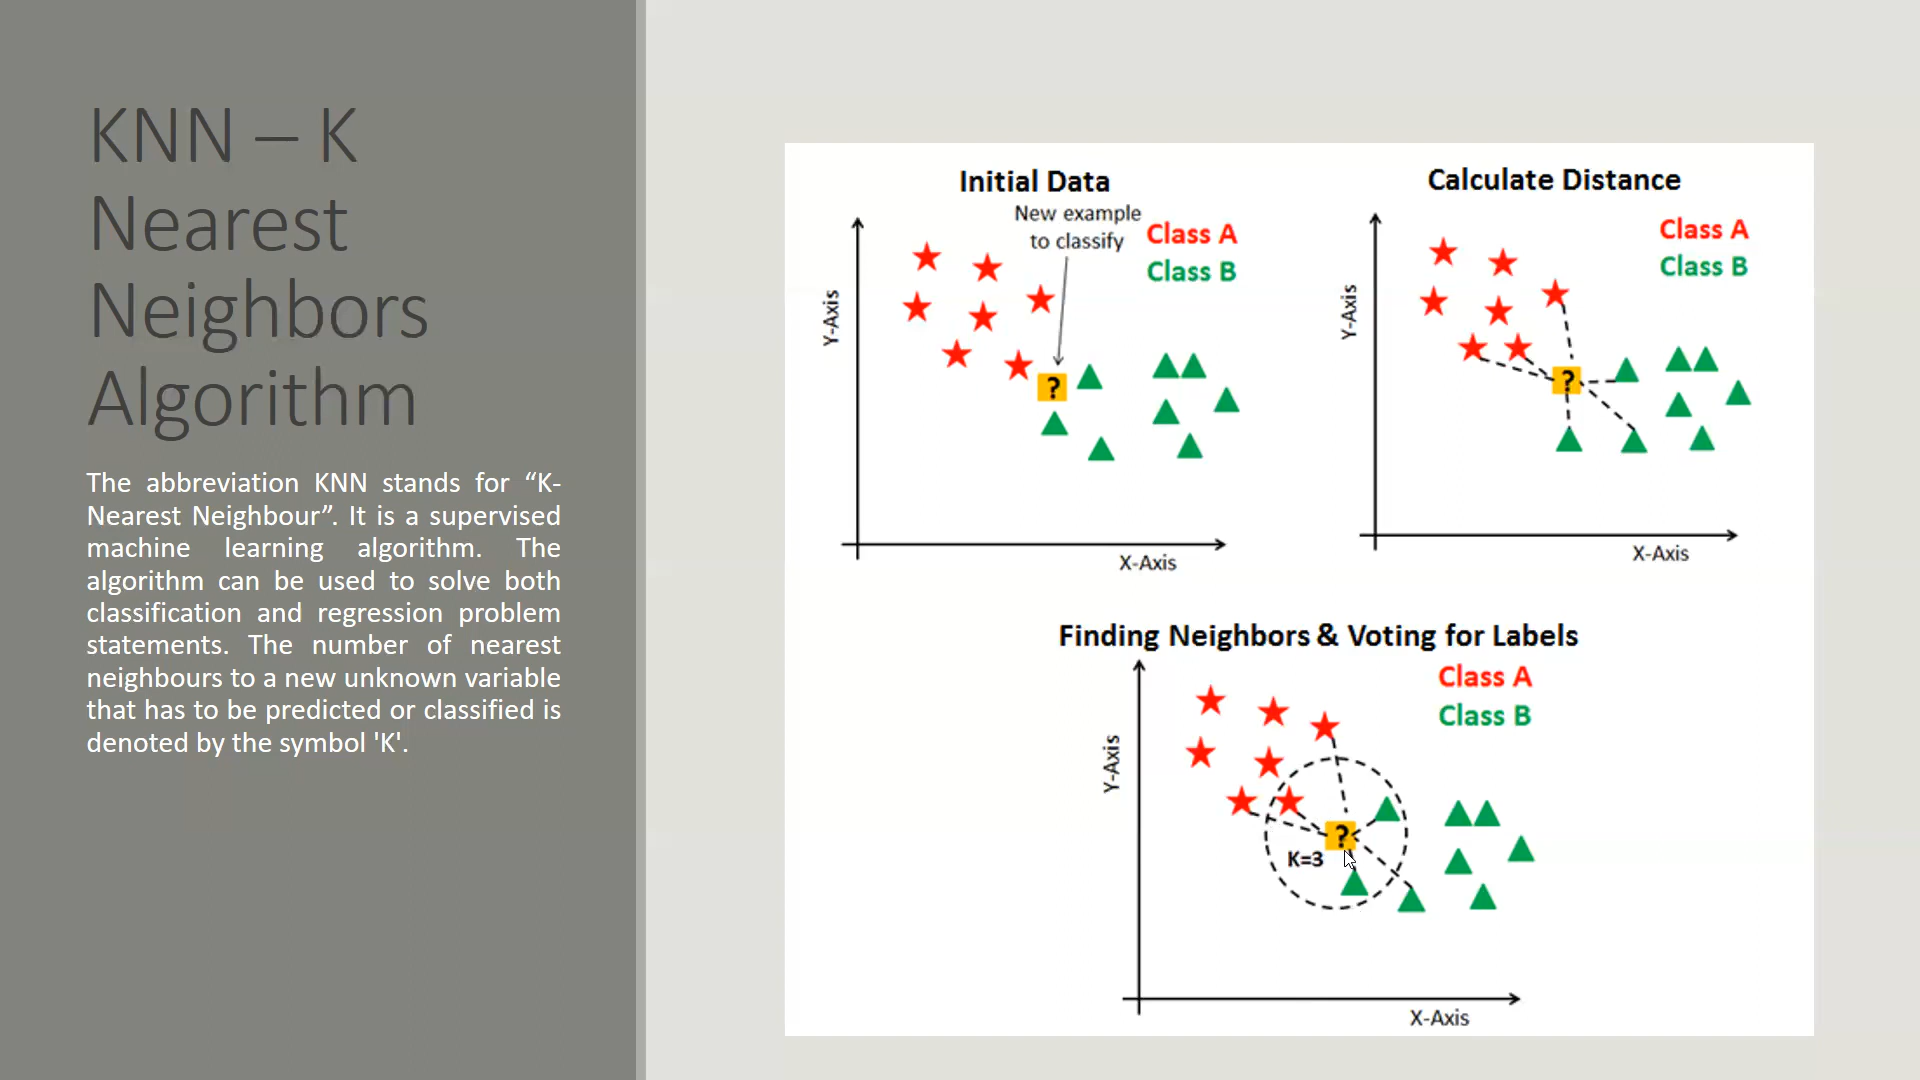 KNN – K
Nearest
Neighbors
Algorithm
The abbreviation KNN stands for “K-
Nearest Neighbour”. It is a supervised
machine learning algorithm. The
algorithm can be used to solve both
classification and regression problem
statements. The number of nearest
neighbours to a new unknown variable
that has to be predicted or classified is
denoted by the symbol 'K'.
Initial Data
New example
to classify
Class A
Class B
Y-Axis
?
X-Axis
Calculate Distance
Class A
Class B
Y-Axis
?
X-Axis
Finding Neighbors & Voting for Labels
Class A
Class B
Y-Axis
?
K=3
X-Axis